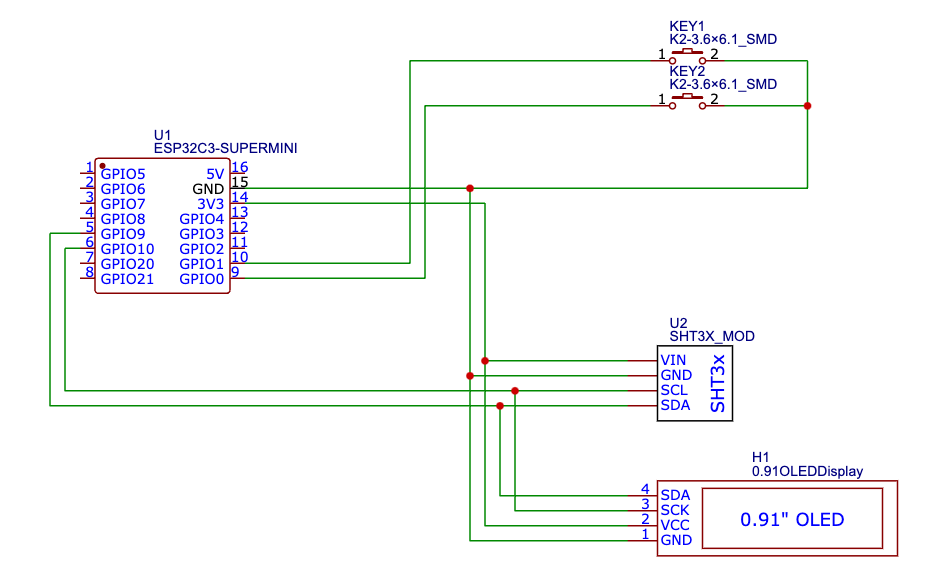 KEY1
K2-3.6×6.1_SMD
1 2
KEY2
K2-3.6×6.1_SMD
1 2
U1
ESP32C3-SUPERMINI
1 GPIO5 5V 16
2 GPIO6 GND 15
3 GPIO7 3V3 14
4 GPIO8 GPIO4 13
5 GPIO9 GPIO3 12
6 GPIO10 GPIO2 11
7 GPIO20 GPIO1 10
8 GPIO21 GPIO0 9
U2
SHT3X_MOD
VIN
GND
SCL
SDA
SHT3x
H1
0.91OLEDDisplay
4 SDA
3 SCK
2 VCC
1 GND
0.91" OLED